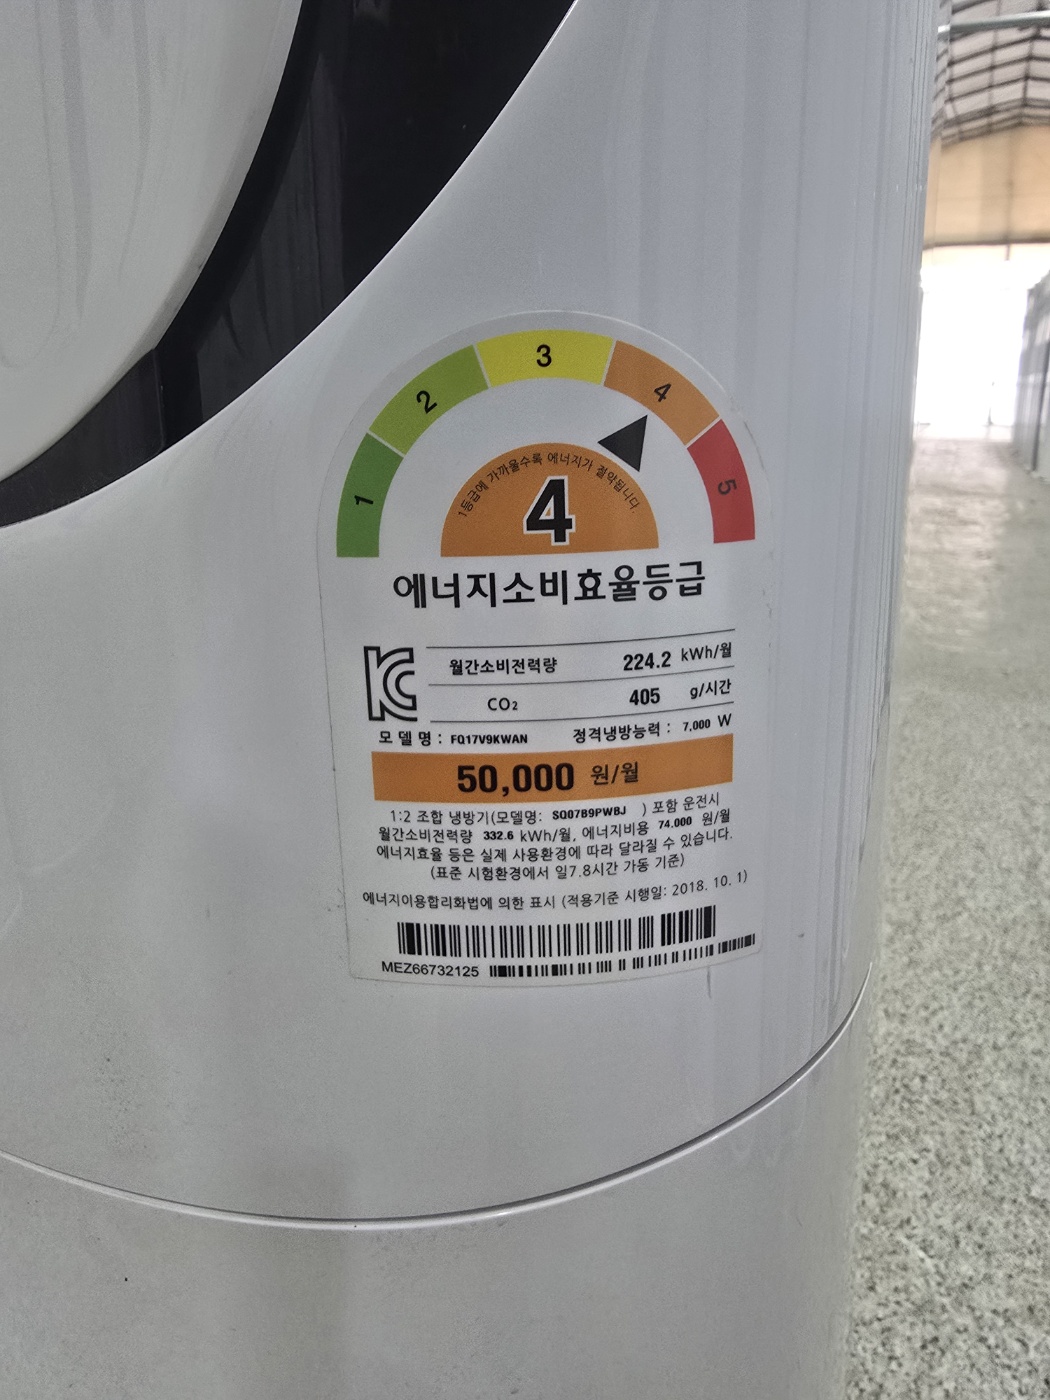 1 2 3 4 5
1등급에 가까울수록 에너지가 절약됩니다.
4
에너지소비효율등급
월간소비전력량 224.2 kWh/월
CO₂ 405 g/시간
모 델 명 : FQ17V9KWAN 정격냉방능력 : 7,000 W
50,000 원/월
1:2 조합 냉방기(모델명: SQ07B9PWBJ ) 포함 운전시
월간소비전력량 332.6 kWh/월, 에너지비용 74.000 원/월
에너지효율 등은 실제 사용환경에 따라 달라질 수 있습니다.
(표준 시험환경에서 일7.8시간 가동 기준)
에너지이용합리화법에 의한 표시 (적용기준 시행일: 2018. 10. 1)
MEZ66732125